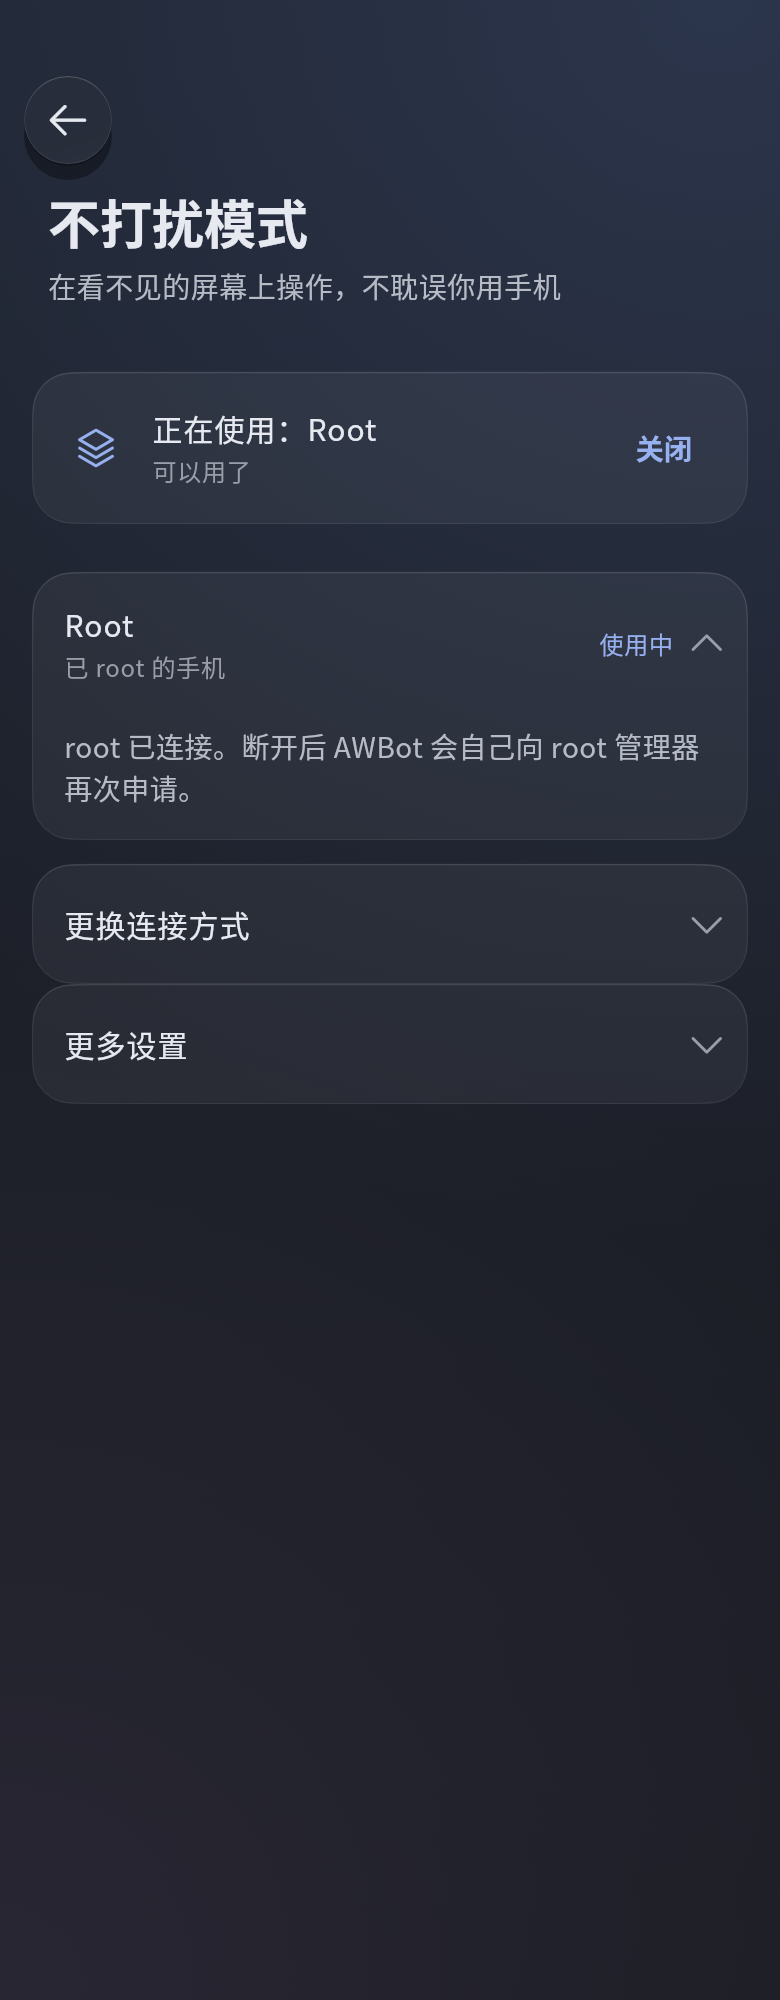 不打扰模式
在看不见的屏幕上操作，不耽误你用手机
正在使用：Root
可以用了
关闭
Root
已 root 的手机
使用中
root 已连接。断开后 AWBot 会自己向 root 管理器
再次申请。
更换连接方式
更多设置